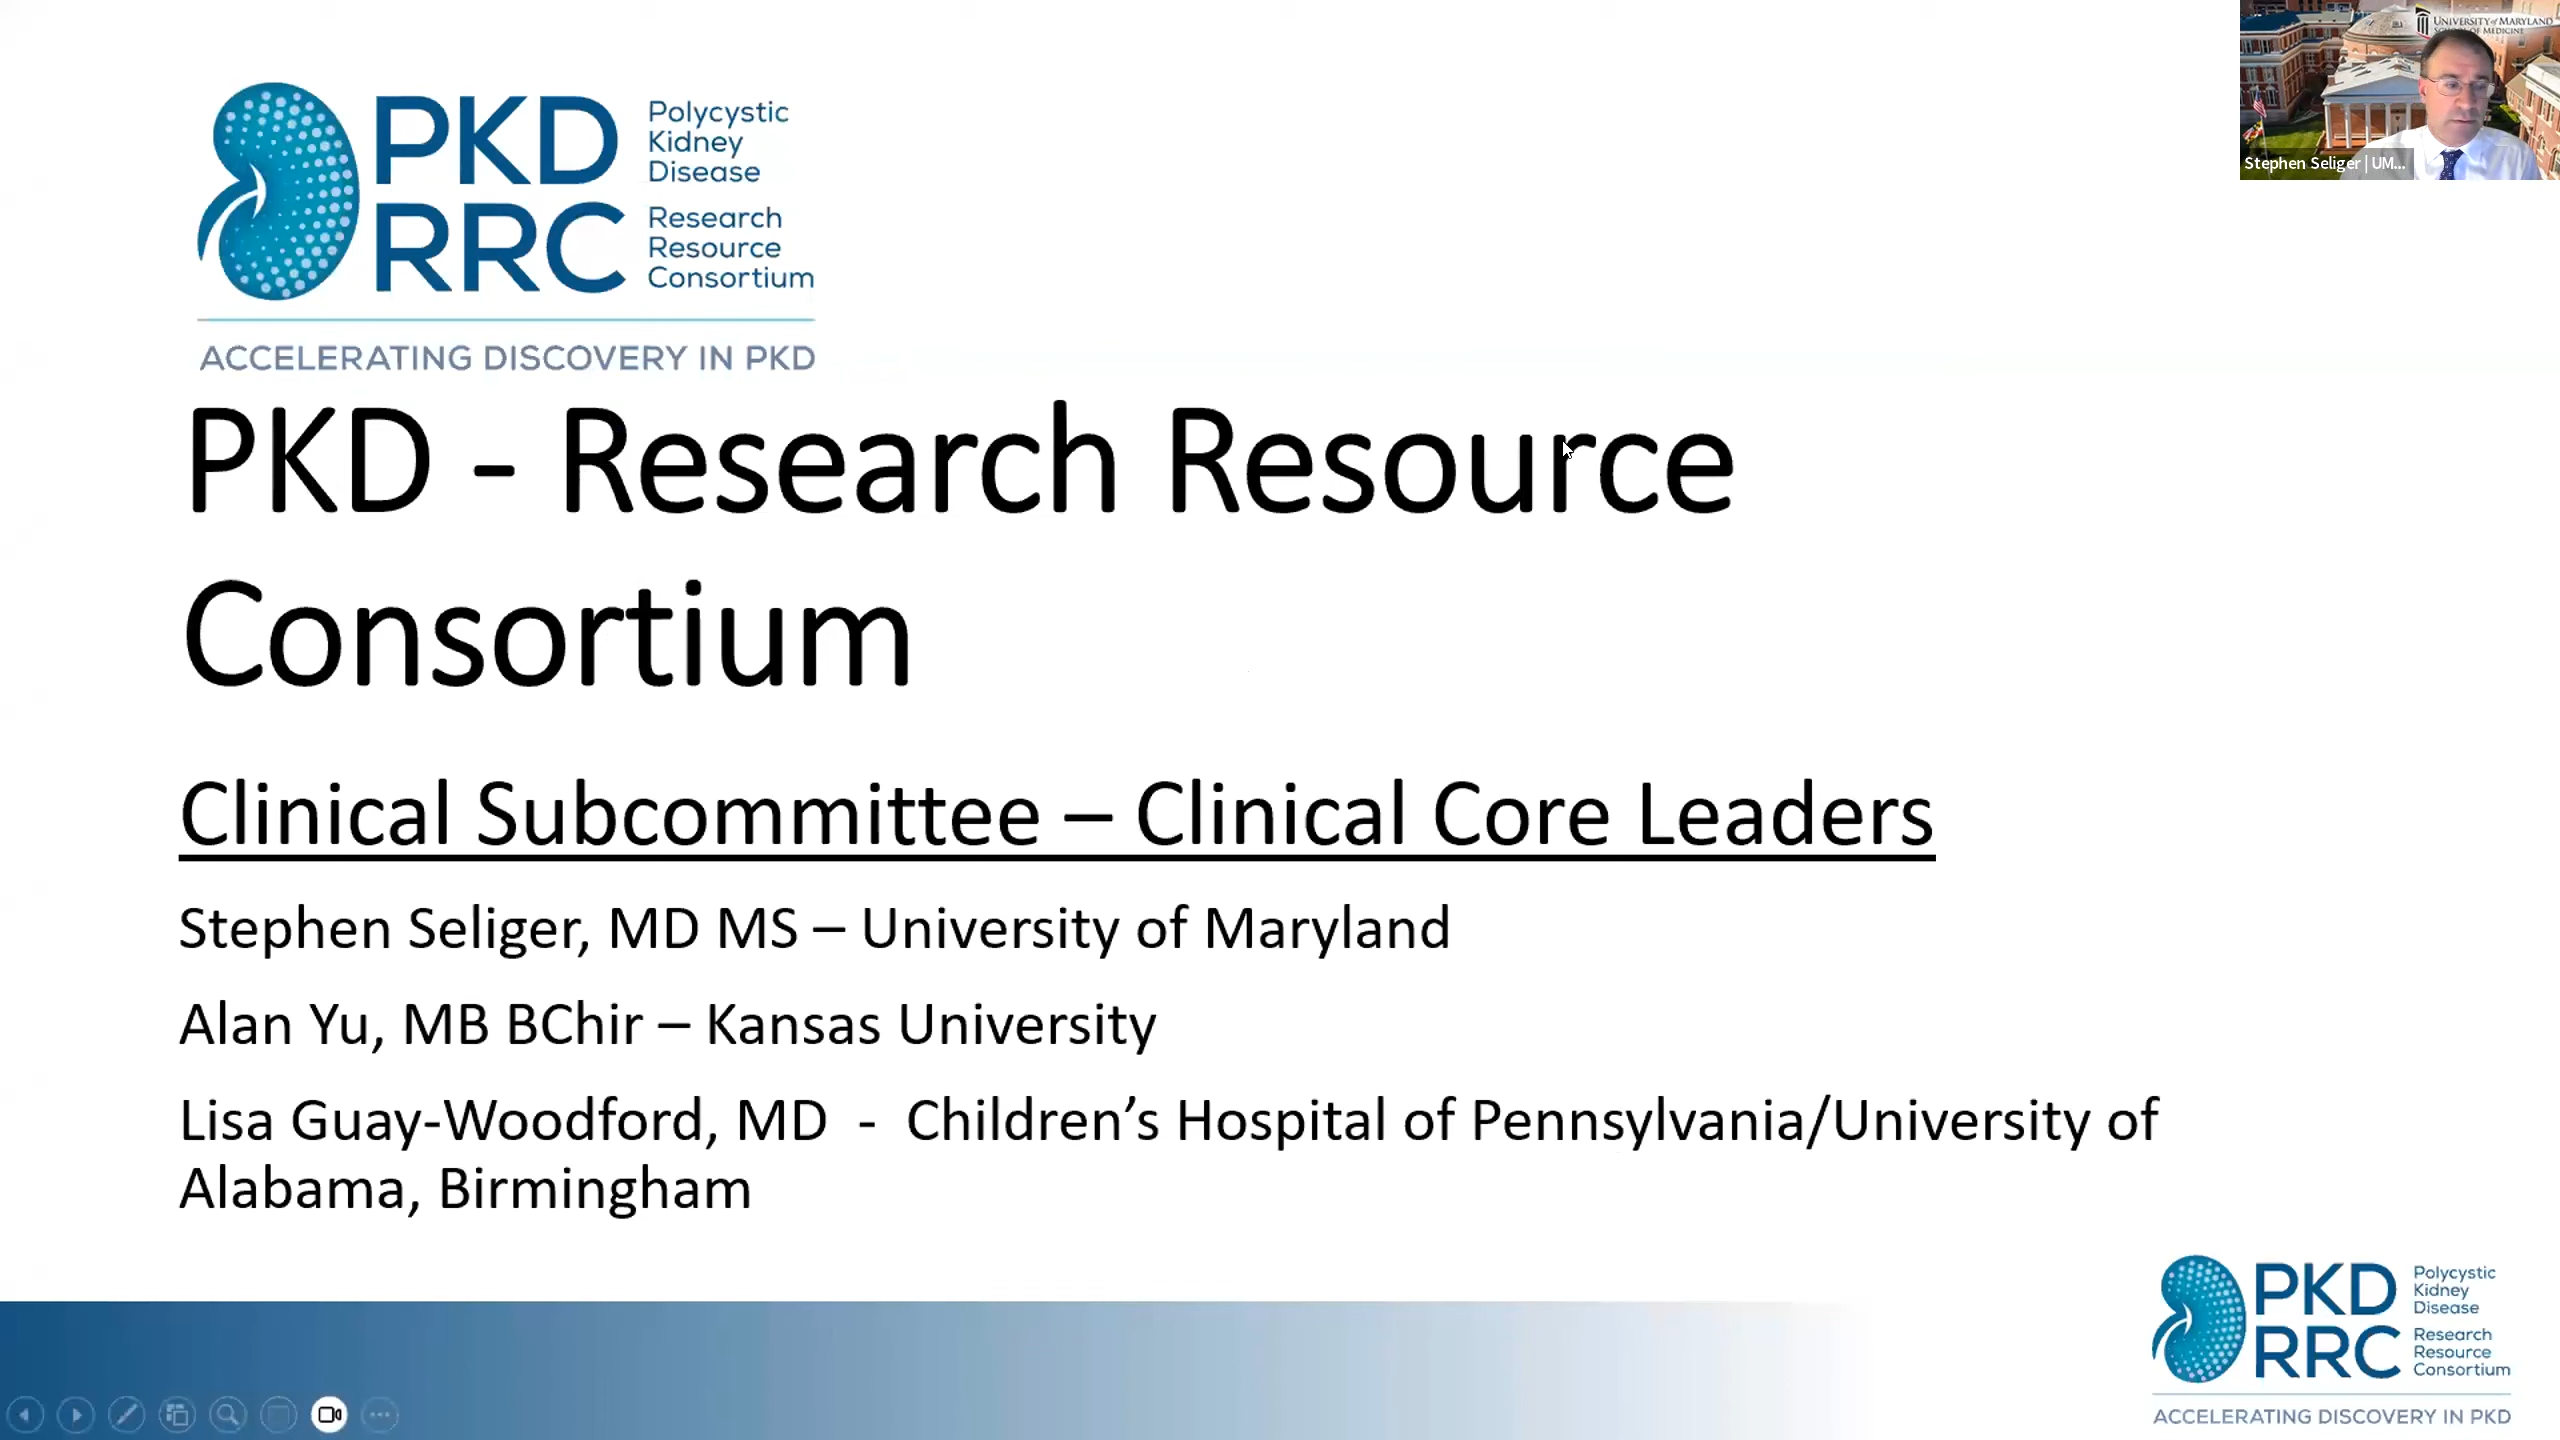 PKD
RRC
Polycystic
Kidney
Disease
Research
Resource
Consortium
ACCELERATING DISCOVERY IN PKD
UNIVERSITY of MARYLAND
SCHOOL OF MEDICINE
Stephen Seliger | UM...
PKD - Research Resource
Consortium
Clinical Subcommittee – Clinical Core Leaders
Stephen Seliger, MD MS – University of Maryland
Alan Yu, MB BChir – Kansas University
Lisa Guay-Woodford, MD - Children’s Hospital of Pennsylvania/University of
Alabama, Birmingham
PKD
RRC
Polycystic
Kidney
Disease
Research
Resource
Consortium
ACCELERATING DISCOVERY IN PKD